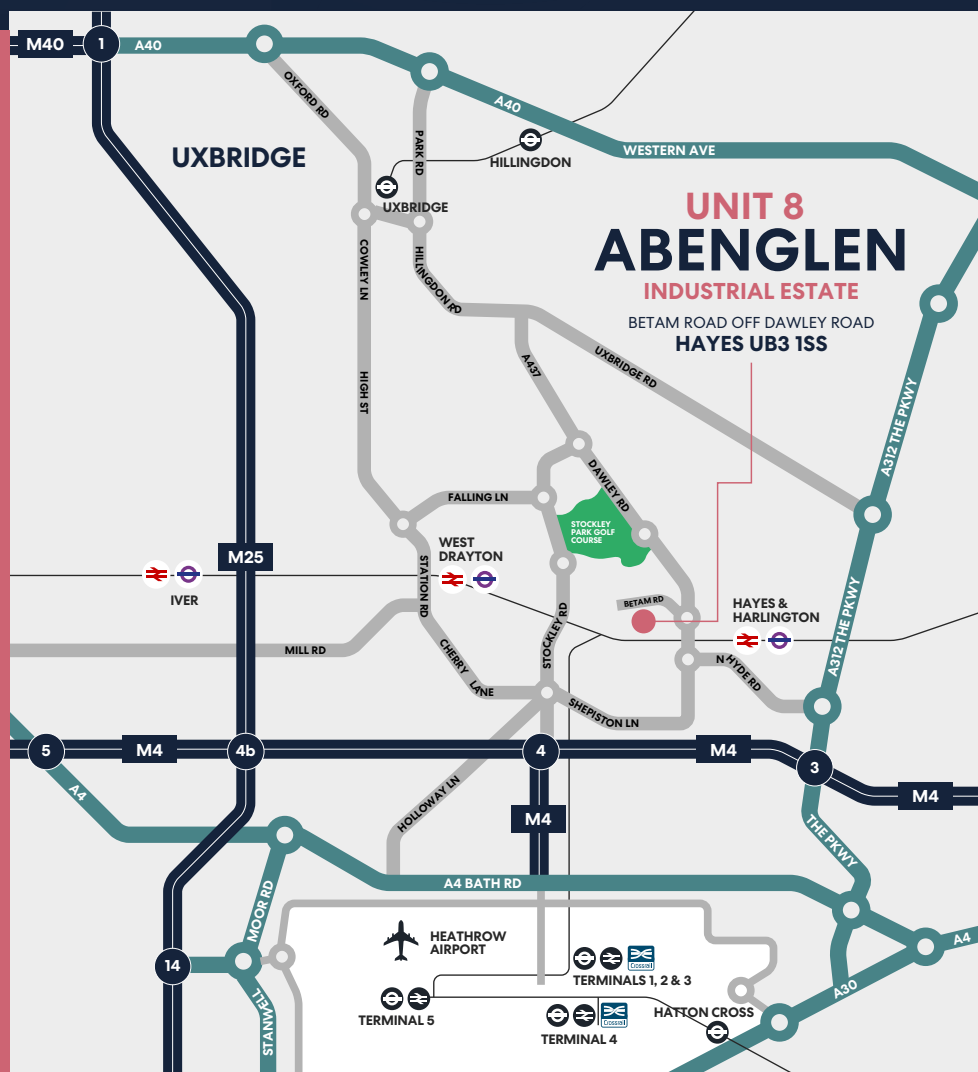 M40
1
A40
OXFORD RD
PARK RD
A40
HILLINGDON
WESTERN AVE
UXBRIDGE
UXBRIDGE
UNIT 8
ABENGLEN
INDUSTRIAL ESTATE
BETAM ROAD OFF DAWLEY ROAD
HAYES UB3 1SS
COWLEY LN
HILLINGDON RD
A437
UXBRIDGE RD
HIGH ST
A312 THE PKWY
DAWLEY RD
FALLING LN
STOCKLEY
PARK GOLF
COURSE
M25
WEST
DRAYTON
IVER
STATION RD
BETAM RD
HAYES &
HARLINGTON
A312 THE PKWY
STOCKLEY RD
MILL RD
CHERRY LANE
N HYDE RD
SHEPISTON LN
5
M4
4b
4
M4
3
M4
A4
HOLLOWAY LN
M4
THE PKWY
A4 BATH RD
MOOR RD
HEATHROW
AIRPORT
A4
14
Crossrail
TERMINALS 1, 2 & 3
A30
TERMINAL 5
Crossrail
TERMINAL 4
HATTON CROSS
STANWELL